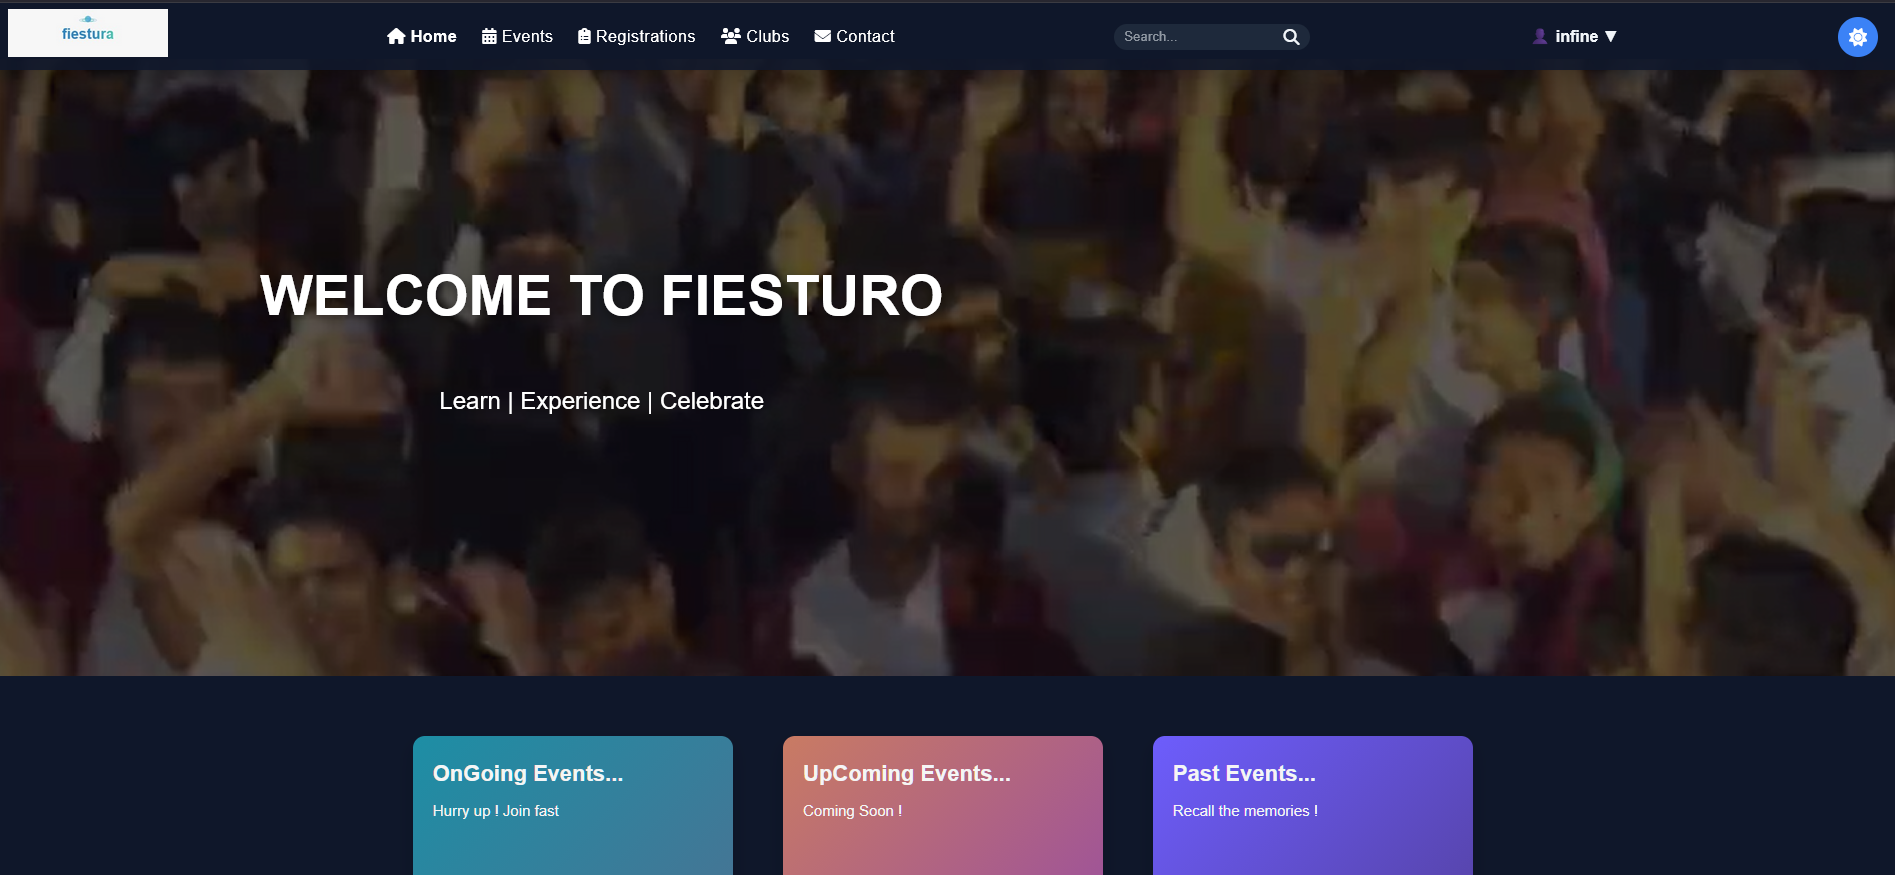 fiestura
Home Events Registrations Clubs Contact Search... infine ▼
WELCOME TO FIESTURO
Learn | Experience | Celebrate
OnGoing Events...
Hurry up ! Join fast
UpComing Events...
Coming Soon !
Past Events...
Recall the memories !